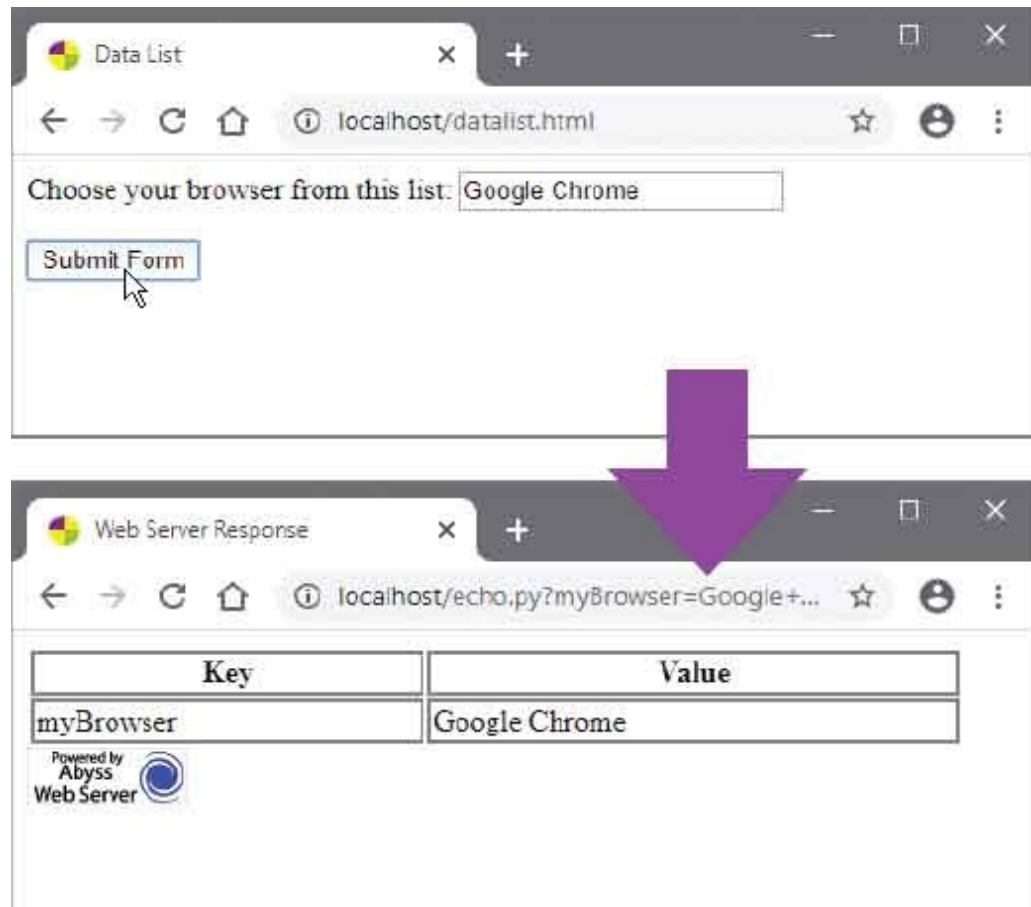 Data List
localhost/datalist.html
Choose your browser from this list: Google Chrome
Submit Form
Web Server Response
localhost/echo.py?myBrowser=Google+...
Key Value
myBrowser Google Chrome
Powered by
Abyss
Web Server